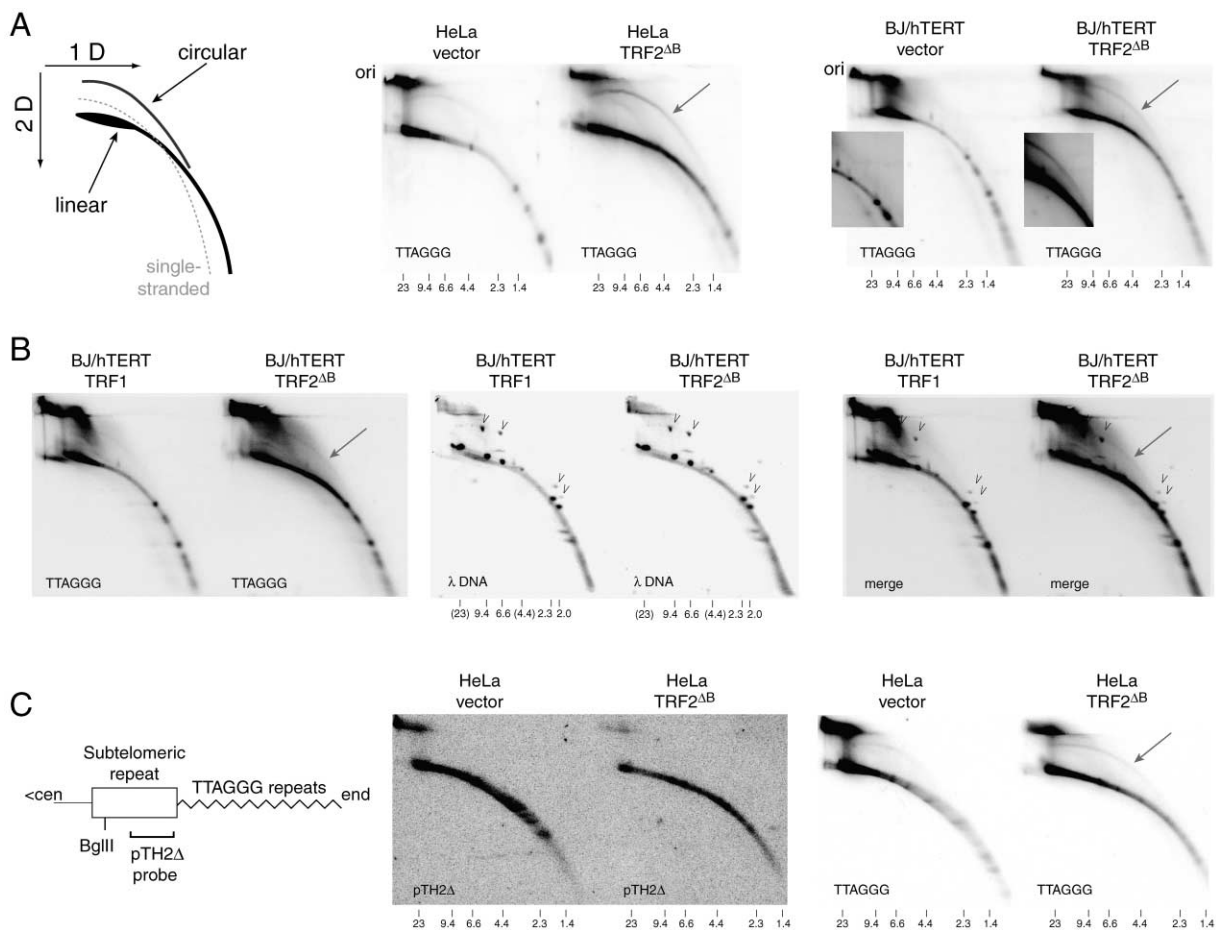 A
1 D
2 D
circular
linear
single-
stranded
HeLa
vector
HeLa
TRF2ΔB
ori
TTAGGG
TTAGGG
23 9.4 6.6 4.4 2.3 1.4
23 9.4 6.6 4.4 2.3 1.4
BJ/hTERT
vector
BJ/hTERT
TRF2ΔB
ori
TTAGGG
TTAGGG
23 9.4 6.6 4.4 2.3 1.4
23 9.4 6.6 4.4 2.3 1.4
B
BJ/hTERT
TRF1
BJ/hTERT
TRF2ΔB
TTAGGG
TTAGGG
BJ/hTERT
TRF1
BJ/hTERT
TRF2ΔB
λ DNA
λ DNA
(23) 9.4 6.6 (4.4) 2.3 2.0
(23) 9.4 6.6 (4.4) 2.3 2.0
BJ/hTERT
TRF1
BJ/hTERT
TRF2ΔB
merge
merge
C
Subtelomeric
repeat
TTAGGG repeats
<cen
end
BglII
pTH2Δ
probe
HeLa
vector
HeLa
TRF2ΔB
pTH2Δ
pTH2Δ
23 9.4 6.6 4.4 2.3 1.4
23 9.4 6.6 4.4 2.3 1.4
HeLa
vector
HeLa
TRF2ΔB
TTAGGG
TTAGGG
23 9.4 6.6 4.4 2.3 1.4
23 9.4 6.6 4.4 2.3 1.4